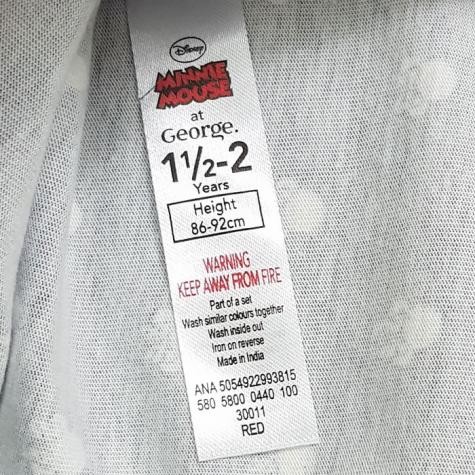 Disney
MINNIE
MOUSE
at
George.
1½-2
Years
Height
86-92cm
WARNING
KEEP AWAY FROM FIRE
Part of a set
Wash similar colours together
Wash inside out
Iron on reverse
Made in India
ANA 5054922993815
580 5800 0440 100
30011
RED